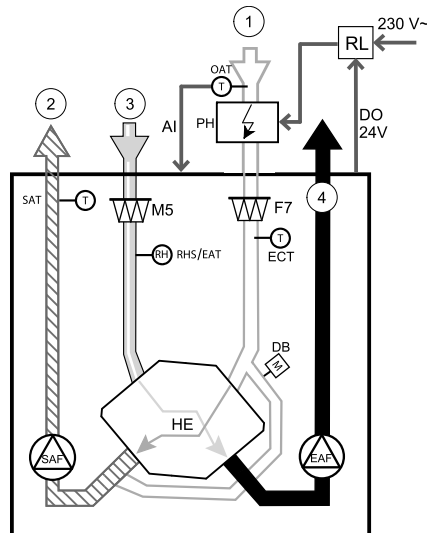 1
230 V~
RL
OAT
T
2
3
PH
AI
DO
24V
SAT
T
M5
F7
4
RH
RHS/EAT
T
ECT
DB
M
HE
SAF
EAF